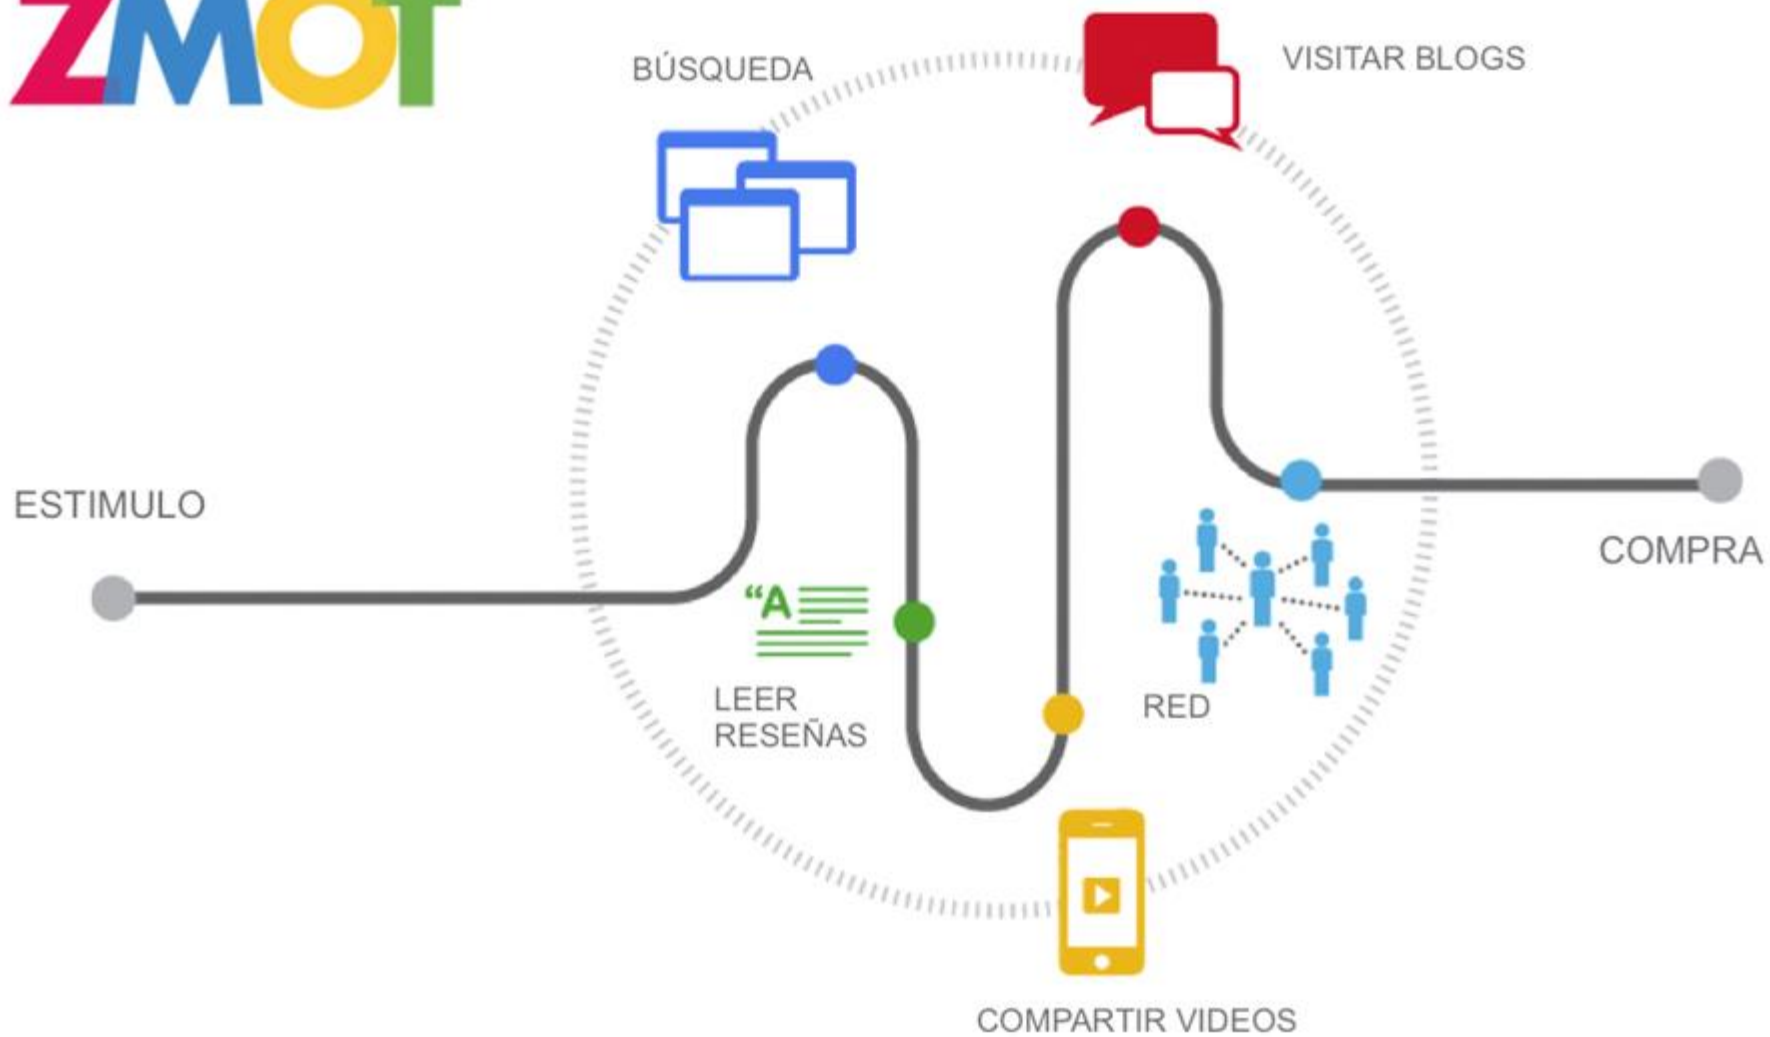 ZMOT
BÚSQUEDA
VISITAR BLOGS
ESTIMULO
“A
LEER
RESEÑAS
RED
COMPRA
COMPARTIR VIDEOS